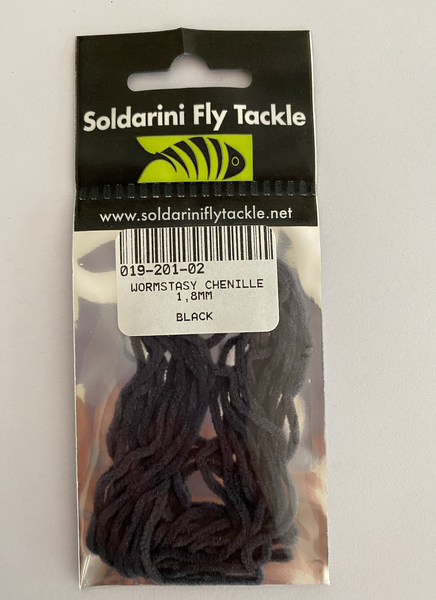 Soldarini Fly Tackle
www.soldariniflytackle.net
019-201-02
WORMSTASY CHENILLE
1,8MM
BLACK